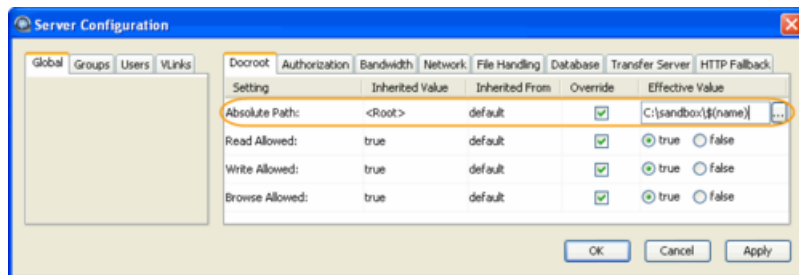 Server Configuration
Global Groups Users VLinks
Docroot Authorization Bandwidth Network File Handling Database Transfer Server HTTP Fallback
Setting Inherited Value Inherited From Override Effective Value
Absolute Path: <Root> default C:\sandbox\$(name) ...
Read Allowed: true default true false
Write Allowed: true default true false
Browse Allowed: true default true false
OK Cancel Apply